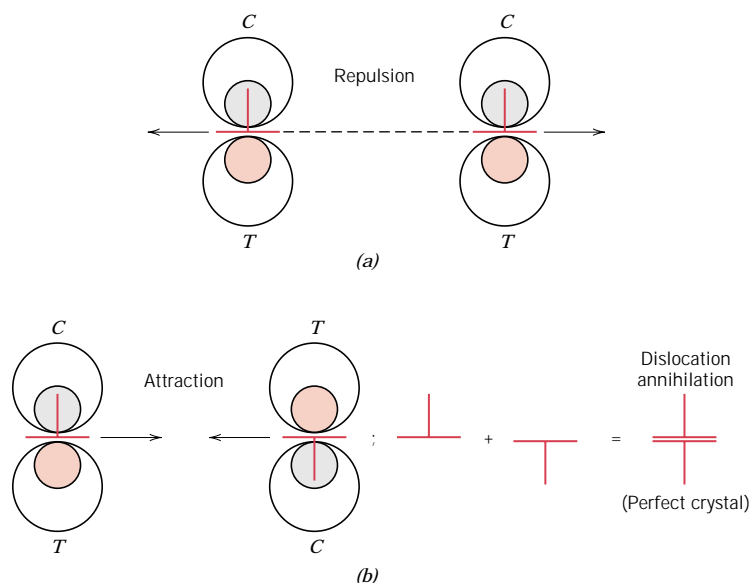 C C
Repulsion
T T
(a)
C T
Attraction
Dislocation
annihilation
; + =
(Perfect crystal)
T C
(b)